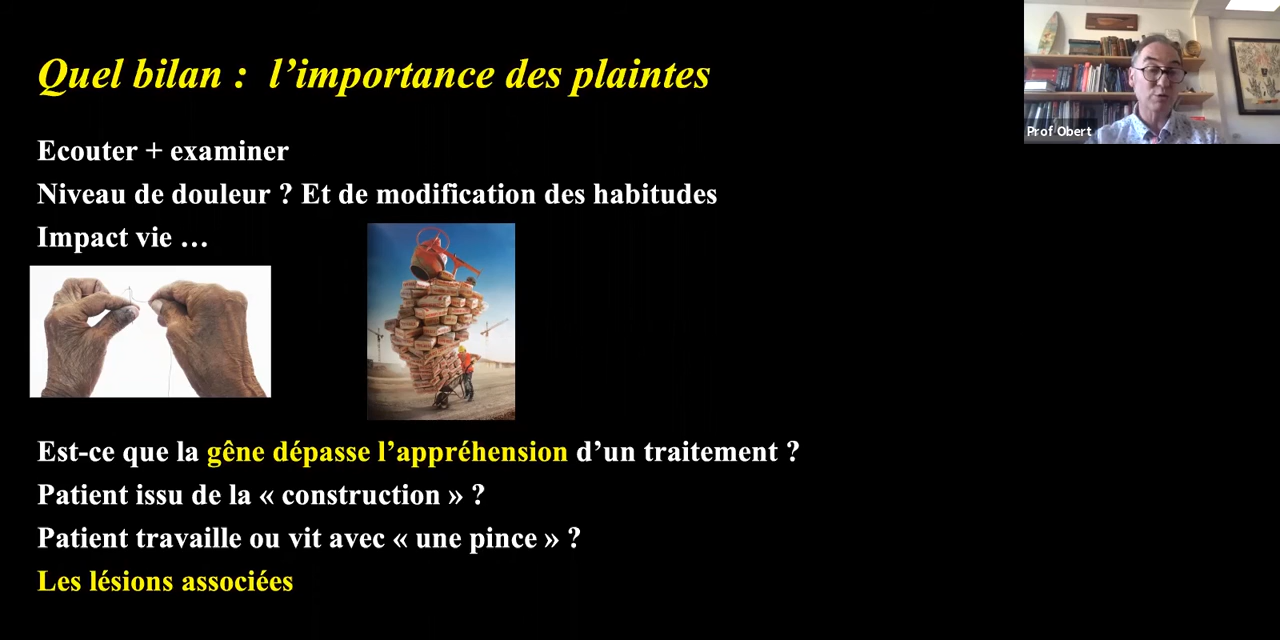 Quel bilan :  l’importance des plaintes
Prof Obert
Ecouter + examiner
Niveau de douleur ? Et de modification des habitudes
Impact vie …
Est-ce que la gêne dépasse l’appréhension d’un traitement ?
Patient issu de la « construction » ?
Patient travaille ou vit avec « une pince » ?
Les lésions associées